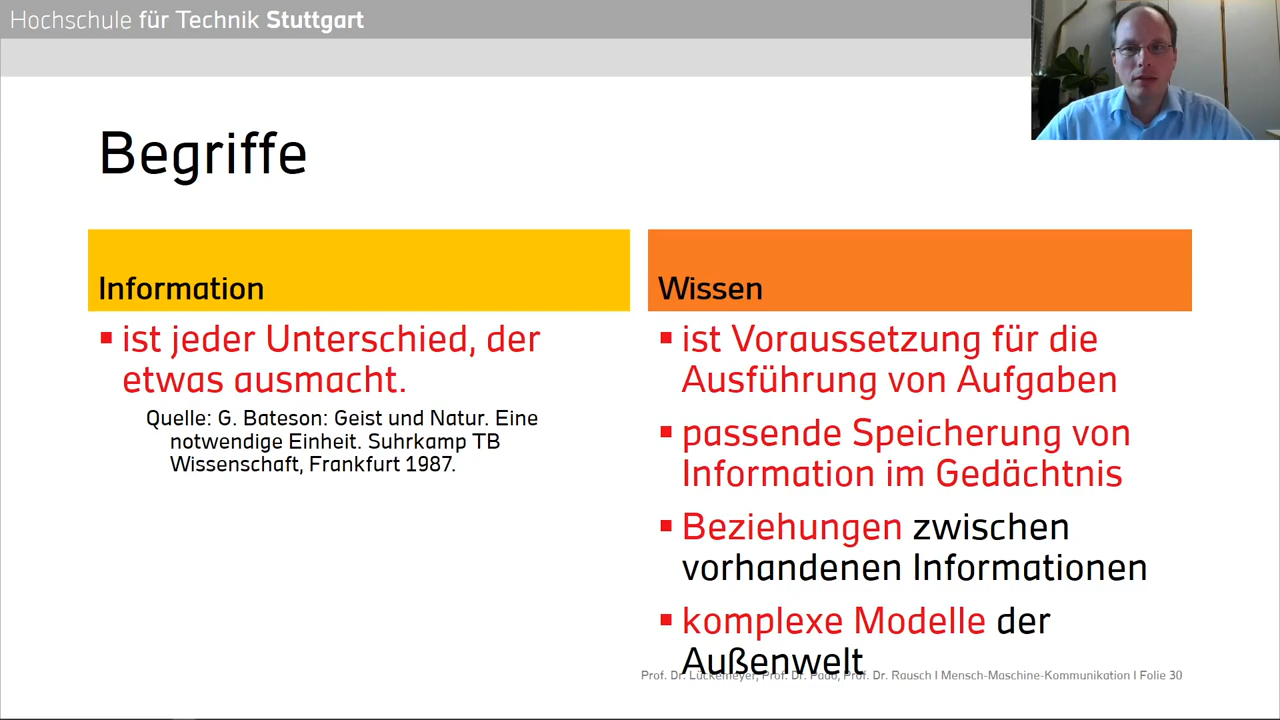 Hochschule für Technik Stuttgart
Begriffe
Information
▪ ist jeder Unterschied, der
etwas ausmacht.
Quelle: G. Bateson: Geist und Natur. Eine
notwendige Einheit. Suhrkamp TB
Wissenschaft, Frankfurt 1987.
Wissen
▪ ist Voraussetzung für die
Ausführung von Aufgaben
▪ passende Speicherung von
Information im Gedächtnis
▪ Beziehungen zwischen
vorhandenen Informationen
▪ komplexe Modelle der
Außenwelt
Prof. Dr. Lückemeyer, Prof. Dr. Padó, Prof. Dr. Rausch I Mensch-Maschine-Kommunikation I Folie 30